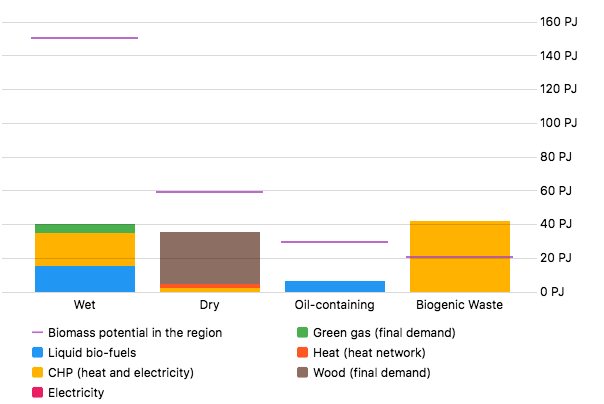 160 PJ
140 PJ
120 PJ
100 PJ
80 PJ
60 PJ
40 PJ
20 PJ
0 PJ
Wet Dry Oil-containing Biogenic Waste
Biomass potential in the region Green gas (final demand)
Liquid bio-fuels Heat (heat network)
CHP (heat and electricity) Wood (final demand)
Electricity